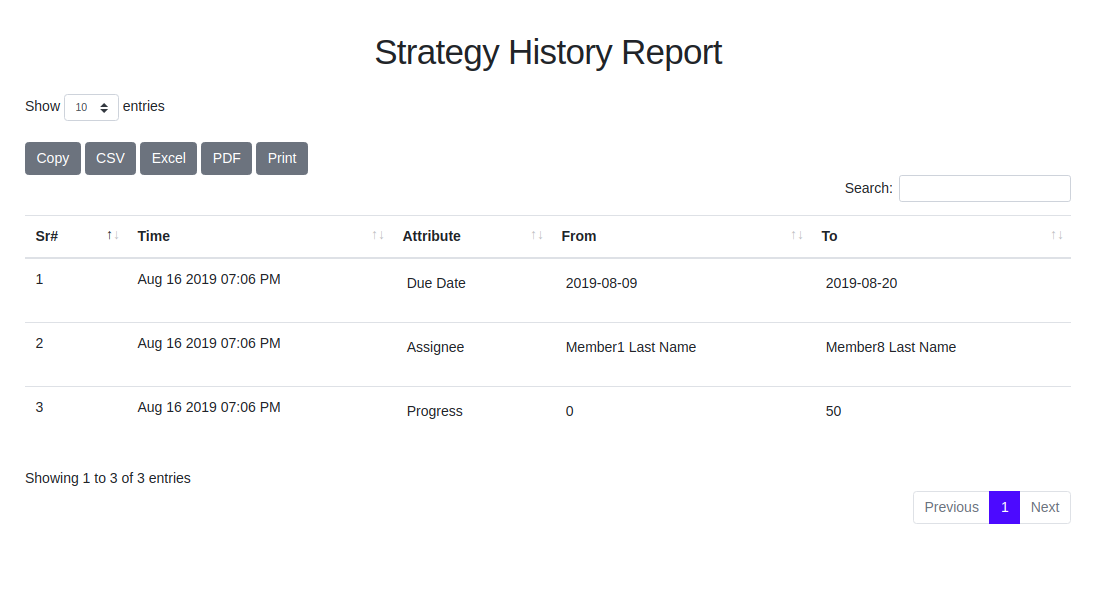 Strategy History Report
Show 10 entries
Copy CSV Excel PDF Print
Search:
Sr# Time Attribute From To
1 Aug 16 2019 07:06 PM Due Date 2019-08-09 2019-08-20
2 Aug 16 2019 07:06 PM Assignee Member1 Last Name Member8 Last Name
3 Aug 16 2019 07:06 PM Progress 0 50
Showing 1 to 3 of 3 entries
Previous 1 Next